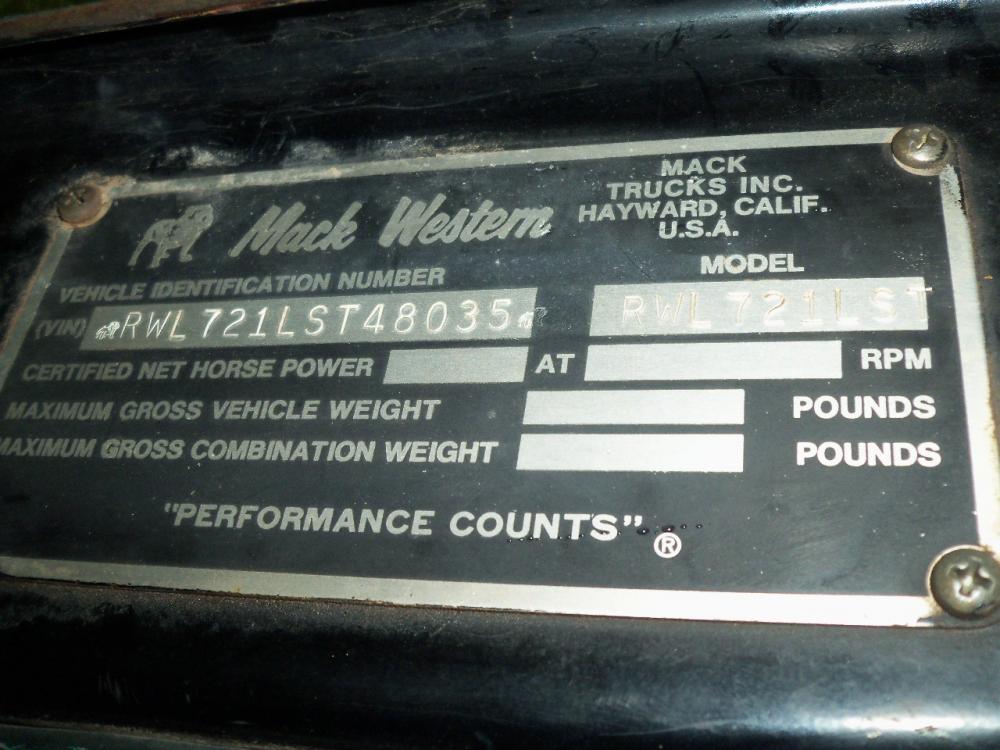 Mack Western
MACK
TRUCKS INC.
HAYWARD, CALIF.
U.S.A.
VEHICLE IDENTIFICATION NUMBER
MODEL
(VIN) RWL721LST48035 RWL721LST
CERTIFIED NET HORSE POWER AT RPM
MAXIMUM GROSS VEHICLE WEIGHT POUNDS
MAXIMUM GROSS COMBINATION WEIGHT POUNDS
"PERFORMANCE COUNTS"®